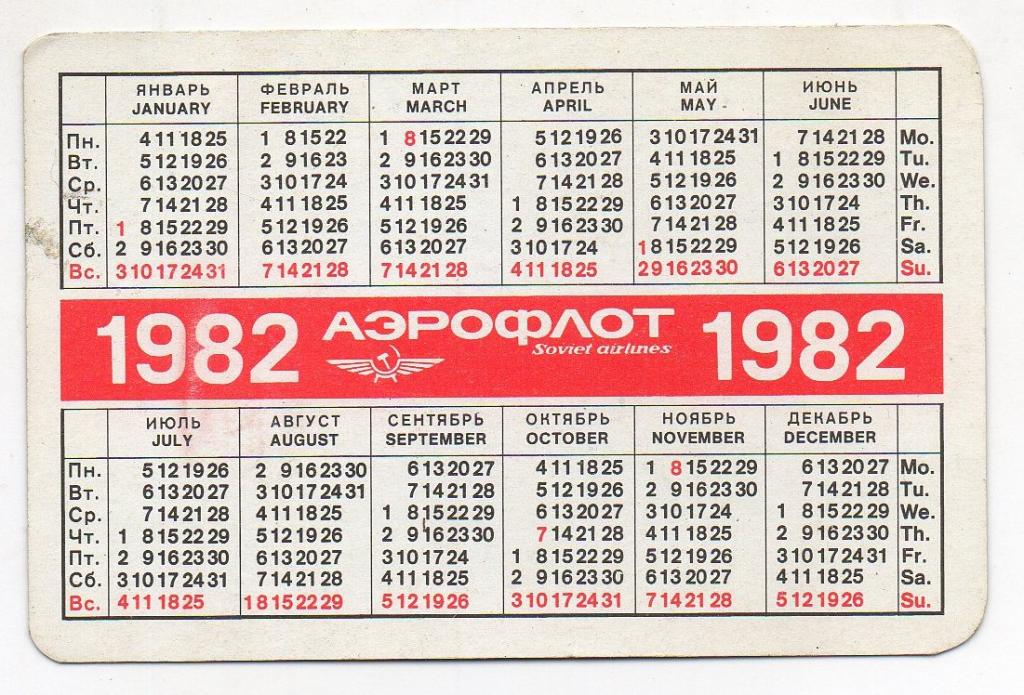 ЯНВАРЬ ФЕВРАЛЬ МАРТ АПРЕЛЬ МАЙ ИЮНЬ
JANUARY FEBRUARY MARCH APRIL MAY JUNE
Пн. 4 11 18 25 1 8 15 22 1 8 15 22 29 5 12 19 26 3 10 17 24 31 7 14 21 28 Mo.
Вт. 5 12 19 26 2 9 16 23 2 9 16 23 30 6 13 20 27 4 11 18 25 1 8 15 22 29 Tu.
Ср. 6 13 20 27 3 10 17 24 3 10 17 24 31 7 14 21 28 5 12 19 26 2 9 16 23 30 We.
Чт. 7 14 21 28 4 11 18 25 4 11 18 25 1 8 15 22 29 6 13 20 27 3 10 17 24 Th.
Пт. 1 8 15 22 29 5 12 19 26 5 12 19 26 2 9 16 23 30 7 14 21 28 4 11 18 25 Fr.
Сб. 2 9 16 23 30 6 13 20 27 6 13 20 27 3 10 17 24 1 8 15 22 29 5 12 19 26 Sa.
Вс. 3 10 17 24 31 7 14 21 28 7 14 21 28 4 11 18 25 2 9 16 23 30 6 13 20 27 Su.
1982 АЭРОФЛОТ 1982
Soviet airlines
ИЮЛЬ АВГУСТ СЕНТЯБРЬ ОКТЯБРЬ НОЯБРЬ ДЕКАБРЬ
JULY AUGUST SEPTEMBER OCTOBER NOVEMBER DECEMBER
Пн. 5 12 19 26 2 9 16 23 30 6 13 20 27 4 11 18 25 1 8 15 22 29 6 13 20 27 Mo.
Вт. 6 13 20 27 3 10 17 24 31 7 14 21 28 5 12 19 26 2 9 16 23 30 7 14 21 28 Tu.
Ср. 7 14 21 28 4 11 18 25 1 8 15 22 29 6 13 20 27 3 10 17 24 1 8 15 22 29 We.
Чт. 1 8 15 22 29 5 12 19 26 2 9 16 23 30 7 14 21 28 4 11 18 25 2 9 16 23 30 Th.
Пт. 2 9 16 23 30 6 13 20 27 3 10 17 24 1 8 15 22 29 5 12 19 26 3 10 17 24 31 Fr.
Сб. 3 10 17 24 31 7 14 21 28 4 11 18 25 2 9 16 23 30 6 13 20 27 4 11 18 25 Sa.
Вс. 4 11 18 25 1 8 15 22 29 5 12 19 26 3 10 17 24 31 7 14 21 28 5 12 19 26 Su.